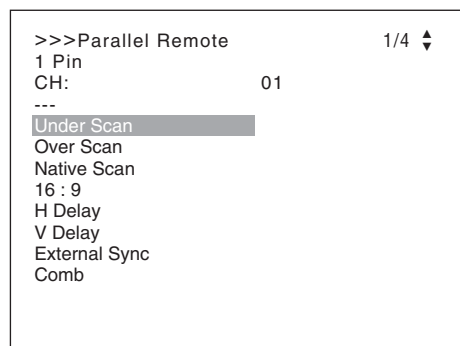 >>>Parallel Remote 1/4
1 Pin
CH: 01
---
Under Scan
Over Scan
Native Scan
16 : 9
H Delay
V Delay
External Sync
Comb